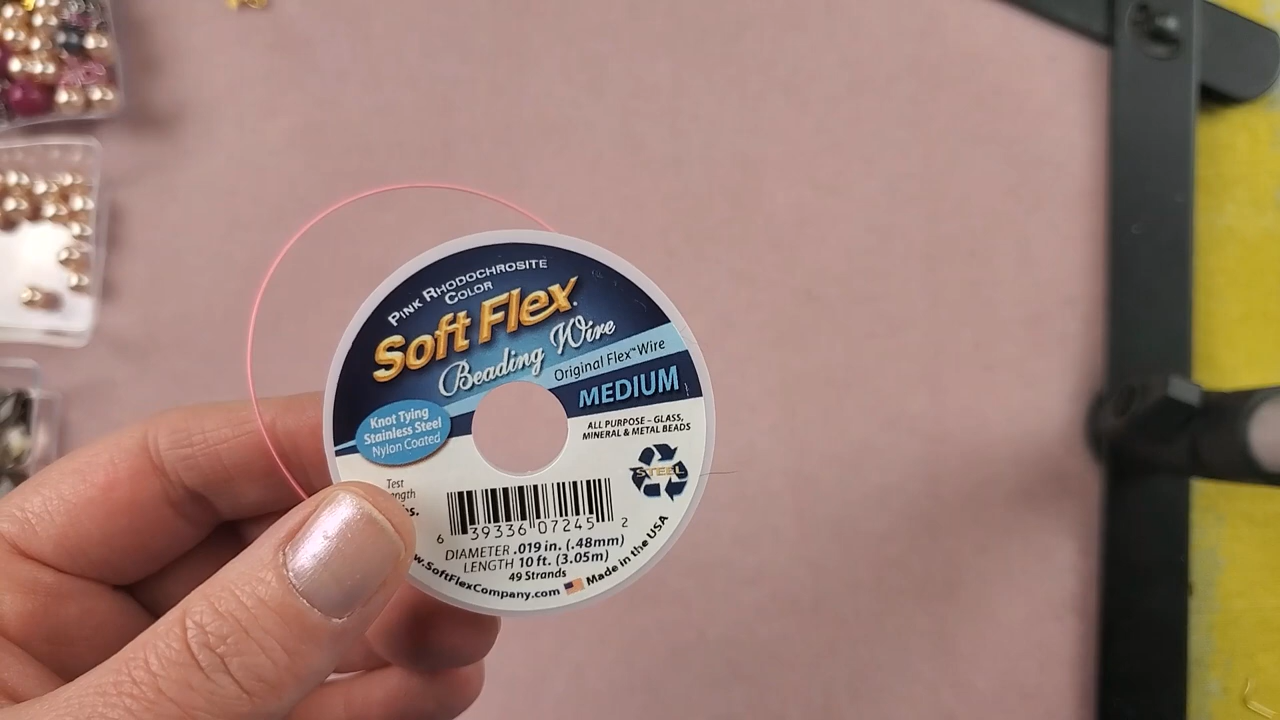 PINK RHODOCHROSITE
COLOR
Soft Flex
Beading Wire
Original Flex™ Wire
MEDIUM
Knot Tying
Stainless Steel
Nylon Coated
ALL PURPOSE – GLASS,
MINERAL & METAL BEADS
STEEL
Test
6 39336 07245 2
DIAMETER .019 in. (.48mm)
LENGTH 10 ft. (3.05m)
49 Strands
w.SoftFlexCompany.com
Made in the USA